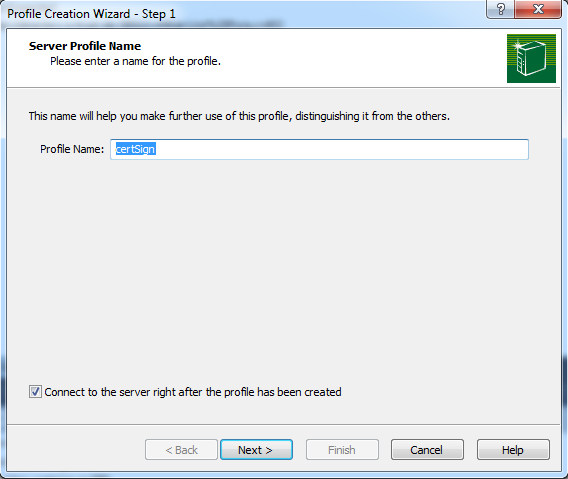 Profile Creation Wizard - Step 1
?
Server Profile Name
Please enter a name for the profile.
This name will help you make further use of this profile, distinguishing it from the others.
Profile Name: certSign
Connect to the server right after the profile has been created
< Back Next > Finish Cancel Help